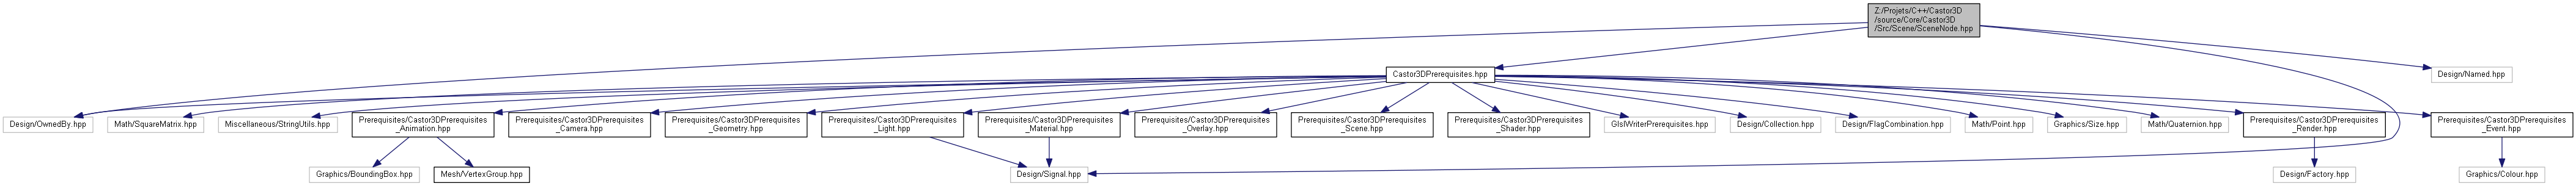 Z:/Projets/C++/Castor3D
/source/Core/Castor3D
/Src/Scene/SceneNode.hpp
Castor3DPrerequisites.hpp
Design/Named.hpp
Design/OwnedBy.hpp
Math/SquareMatrix.hpp
Miscellaneous/StringUtils.hpp
Prerequisites/Castor3DPrerequisites
_Animation.hpp
Prerequisites/Castor3DPrerequisites
_Camera.hpp
Prerequisites/Castor3DPrerequisites
_Geometry.hpp
Prerequisites/Castor3DPrerequisites
_Light.hpp
Prerequisites/Castor3DPrerequisites
_Material.hpp
Prerequisites/Castor3DPrerequisites
_Overlay.hpp
Prerequisites/Castor3DPrerequisites
_Scene.hpp
Prerequisites/Castor3DPrerequisites
_Shader.hpp
GlslWriterPrerequisites.hpp
Design/Collection.hpp
Design/FlagCombination.hpp
Math/Point.hpp
Graphics/Size.hpp
Math/Quaternion.hpp
Prerequisites/Castor3DPrerequisites
_Render.hpp
Prerequisites/Castor3DPrerequisites
_Event.hpp
Graphics/BoundingBox.hpp
Mesh/VertexGroup.hpp
Design/Signal.hpp
Design/Factory.hpp
Graphics/Colour.hpp